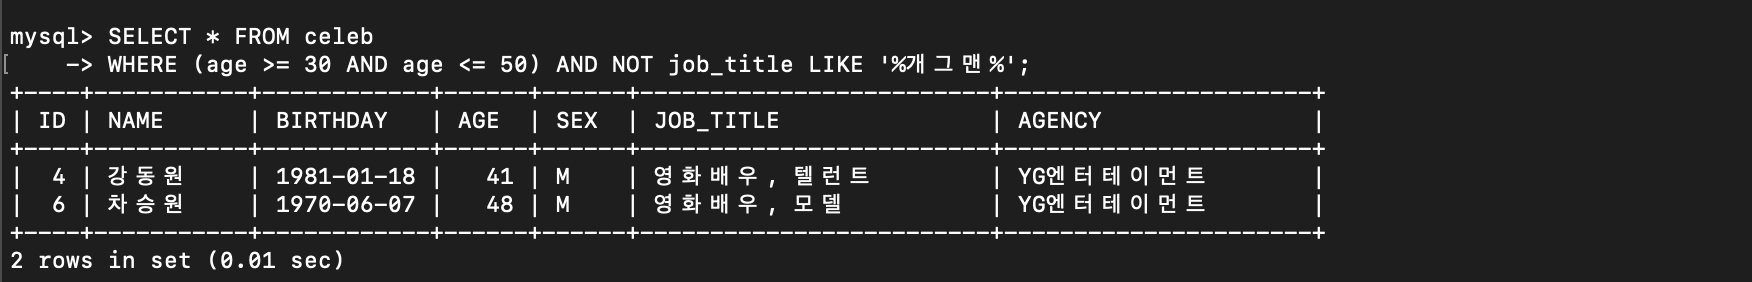 mysql> SELECT * FROM celeb
    -> WHERE (age >= 30 AND age <= 50) AND NOT job_title LIKE '%개그맨%';
+----+-----------+------------+------+------+-------------------------+----------------------+
| ID | NAME      | BIRTHDAY   | AGE  | SEX  | JOB_TITLE               | AGENCY               |
+----+-----------+------------+------+------+-------------------------+----------------------+
|  4 | 강동원    | 1981-01-18 |   41 | M    | 영화배우, 텔런트        | YG엔터테이먼트       |
|  6 | 차승원    | 1970-06-07 |   48 | M    | 영화배우, 모델          | YG엔터테이먼트       |
+----+-----------+------------+------+------+-------------------------+----------------------+
2 rows in set (0.01 sec)